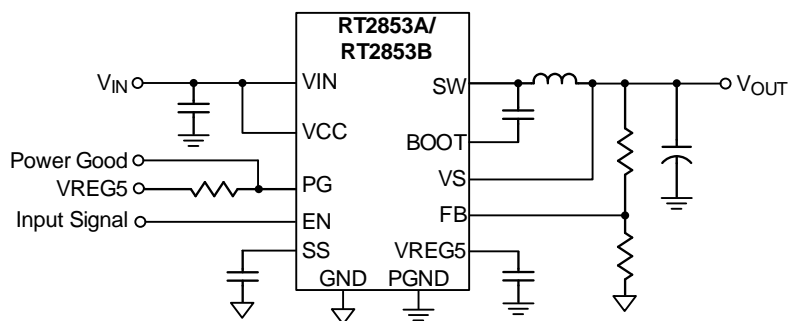 RT2853A/
RT2853B
VIN
VIN
SW
VOUT
VCC
BOOT
Power Good
VS
VREG5
PG
Input Signal
EN
FB
SS
VREG5
GND
PGND